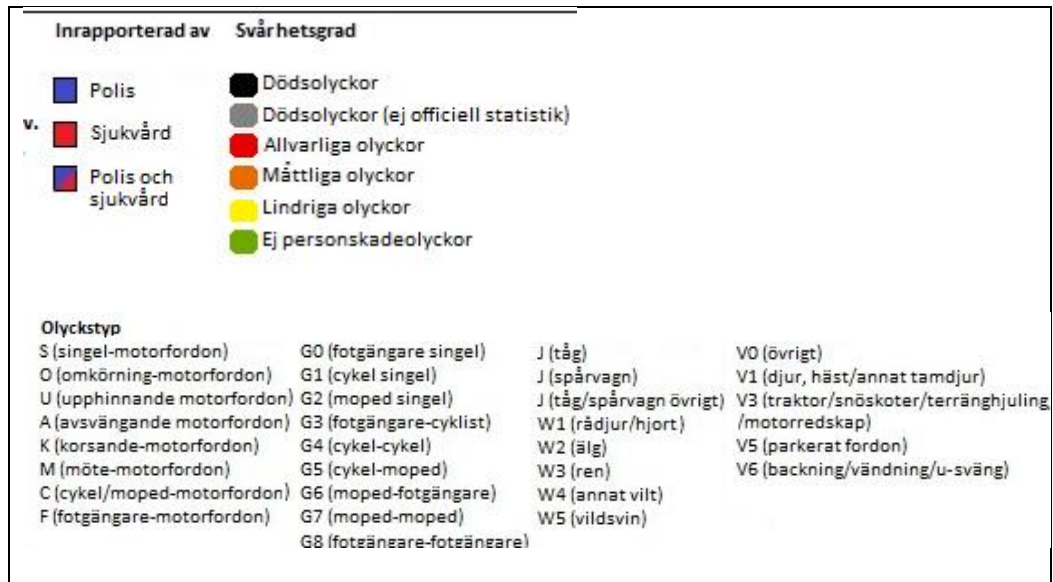 Inrapporterad av
Svårhetsgrad
v.
Polis
Sjukvård
Polis och
sjukvård
Dödsolyckor
Dödsolyckor (ej officiell statistik)
Allvarliga olyckor
Måttliga olyckor
Lindriga olyckor
Ej personskadeolyckor
Olyckstyp
S (singel-motorfordon)
O (omkörning-motorfordon)
U (upphinnande motorfordon)
A (avsvängande motorfordon)
K (korsande-motorfordon)
M (möte-motorfordon)
C (cykel/moped-motorfordon)
F (fotgängare-motorfordon)
G0 (fotgängare singel)
G1 (cykel singel)
G2 (moped singel)
G3 (fotgängare-cyklist)
G4 (cykel-cykel)
G5 (cykel-moped)
G6 (moped-fotgängare)
G7 (moped-moped)
G8 (fotgängare-fotgängare)
J (tåg)
J (spårvagn)
J (tåg/spårvagn övrigt)
W1 (rådjur/hjort)
W2 (älg)
W3 (ren)
W4 (annat vilt)
W5 (vildsvin)
V0 (övrigt)
V1 (djur, häst/annat tamdjur)
V3 (traktor/snöskoter/terränghjuling
/motorredskap)
V5 (parkerat fordon)
V6 (backning/vändning/u-sväng)